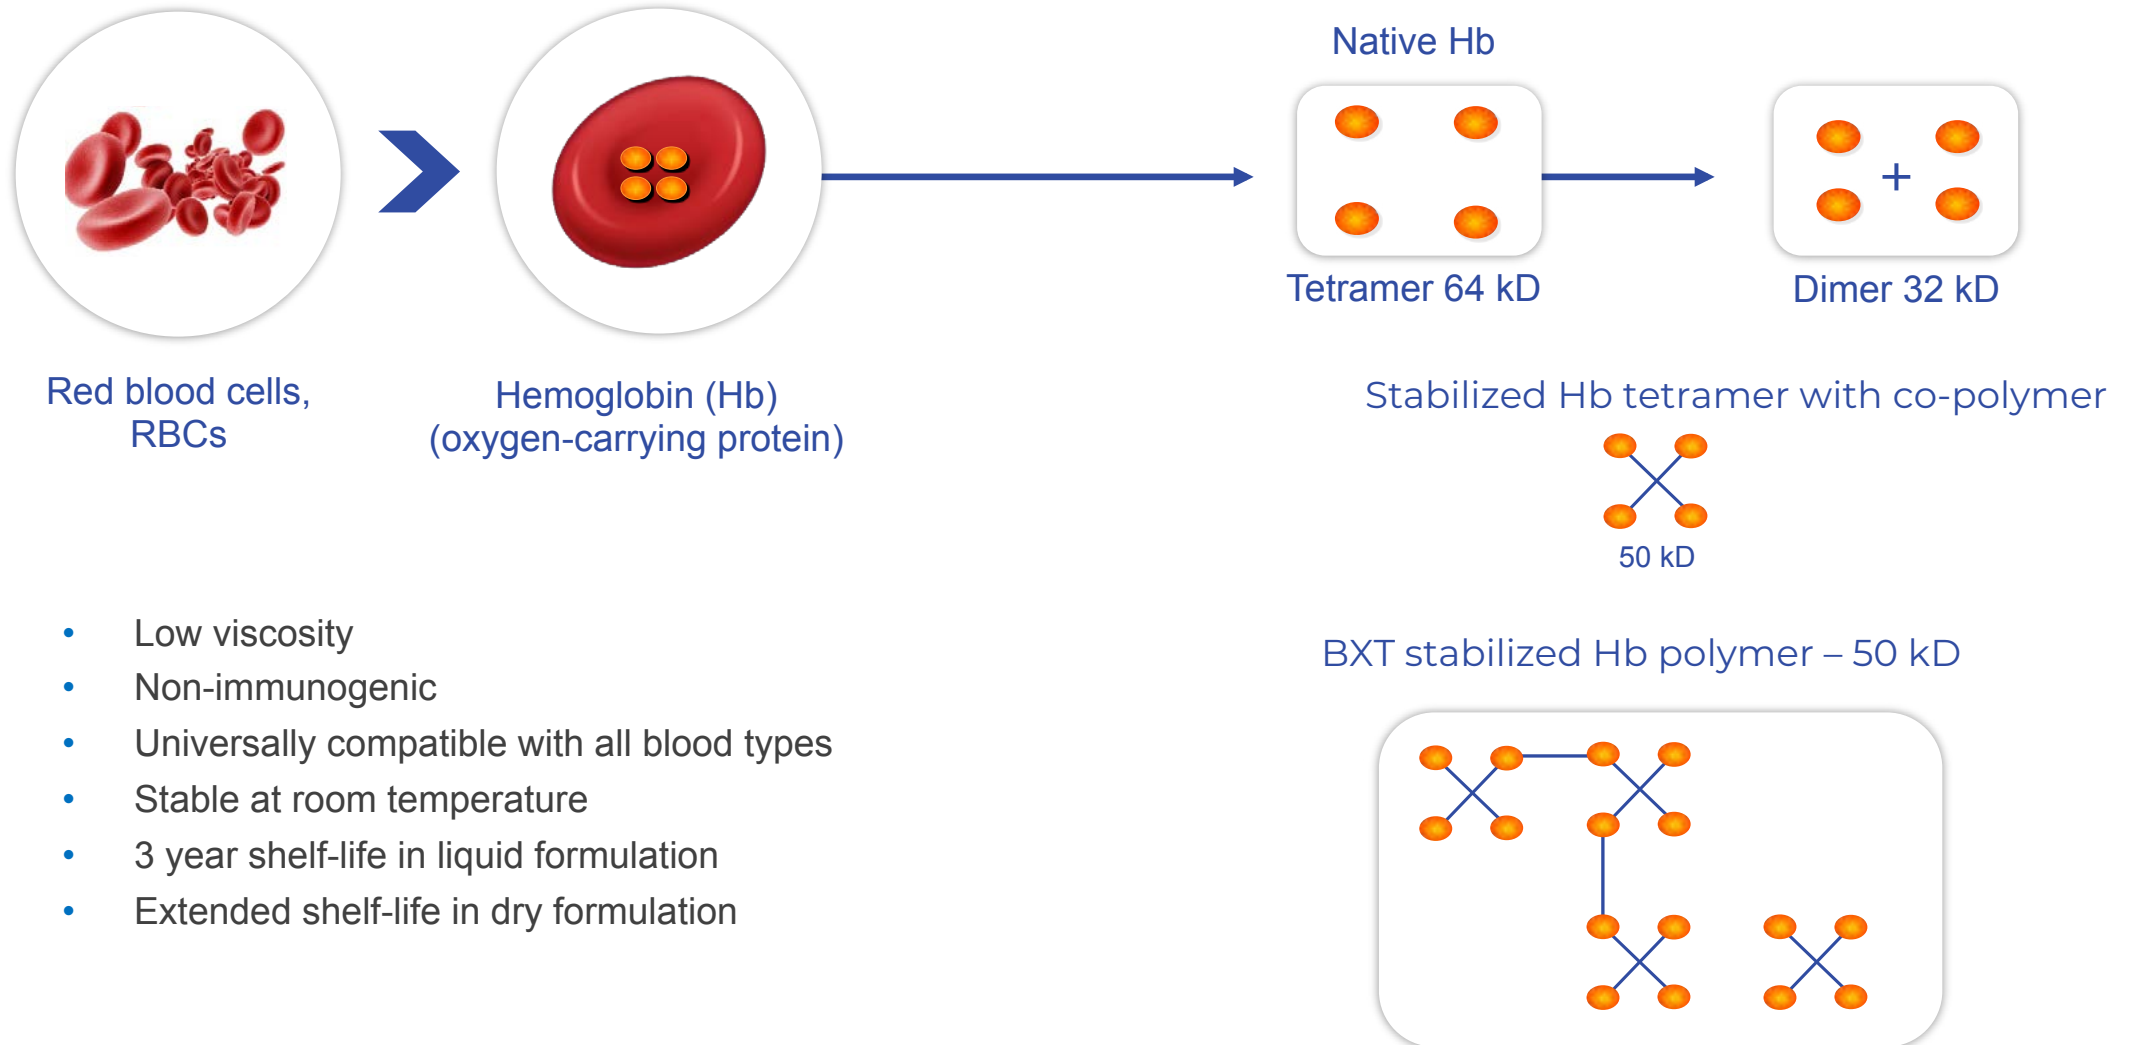 Native Hb
Tetramer 64 kD
+
Dimer 32 kD
Red blood cells,
RBCs
Hemoglobin (Hb)
(oxygen-carrying protein)
Stabilized Hb tetramer with co-polymer
50 kD
• Low viscosity
• Non-immunogenic
• Universally compatible with all blood types
• Stable at room temperature
• 3 year shelf-life in liquid formulation
• Extended shelf-life in dry formulation
BXT stabilized Hb polymer – 50 kD